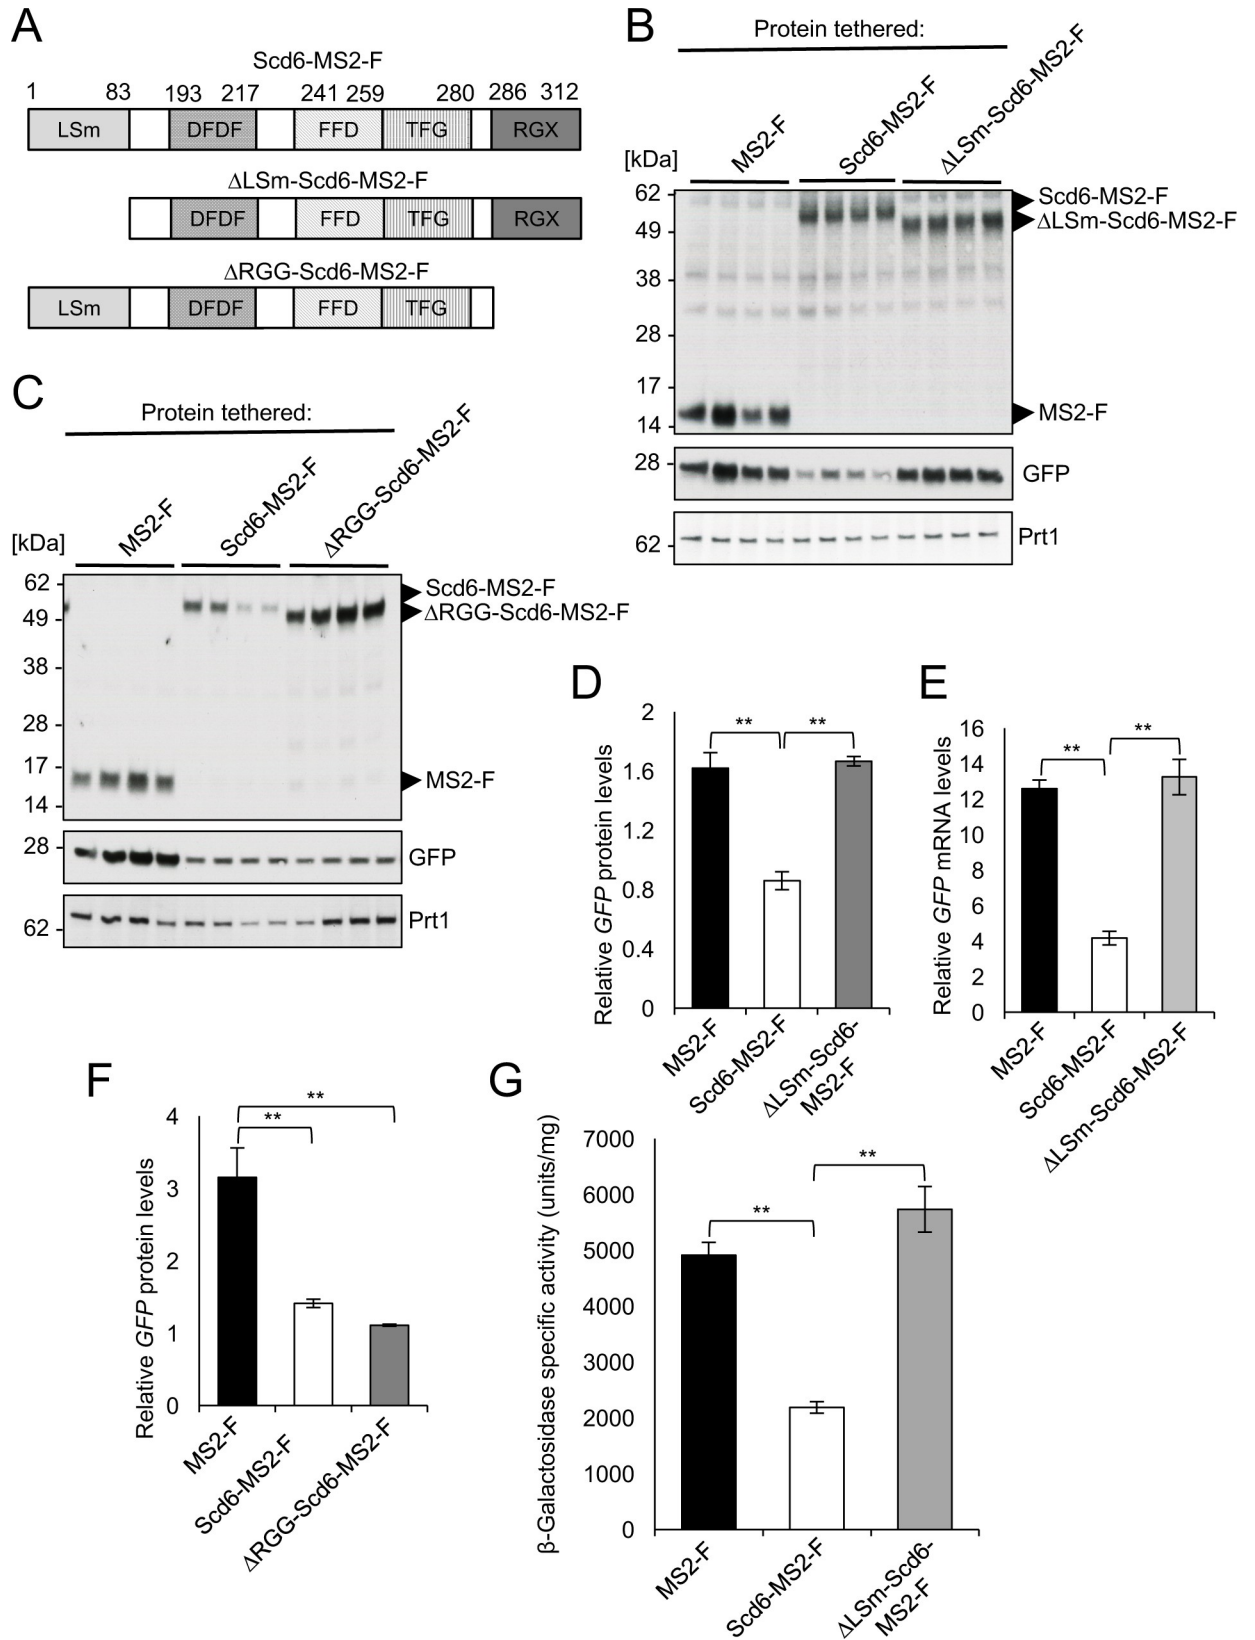 A
Scd6-MS2-F
1 83 193 217 241 259 280 286 312
LSm DFDF FFD TFG RGX
ΔLSm-Scd6-MS2-F
DFDF FFD TFG RGX
ΔRGG-Scd6-MS2-F
LSm DFDF FFD TFG
B
Protein tethered:
MS2-F
Scd6-MS2-F
ΔLSm-Scd6-MS2-F
[kDa]
62
49
38
28
17
14
Scd6-MS2-F
ΔLSm-Scd6-MS2-F
MS2-F
28
GFP
62
Prt1
C
Protein tethered:
MS2-F
Scd6-MS2-F
ΔRGG-Scd6-MS2-F
[kDa]
62
49
38
28
17
14
Scd6-MS2-F
ΔRGG-Scd6-MS2-F
MS2-F
28
GFP
62
Prt1
D
Relative GFP protein levels
2
1.6
1.2
0.8
0.4
0
** **
MS2-F
Scd6-MS2-F
ΔLSm-Scd6-
MS2-F
E
Relative GFP mRNA levels
16
14
12
10
8
6
4
2
0
** **
MS2-F
Scd6-MS2-F
ΔLSm-Scd6-MS2-F
F
Relative GFP protein levels
4
3
2
1
0
**
**
MS2-F
Scd6-MS2-F
ΔRGG-Scd6-MS2-F
G
β-Galactosidase specific activity (units/mg)
7000
6000
5000
4000
3000
2000
1000
0
**
**
MS2-F
Scd6-MS2-F
ΔLSm-Scd6-
MS2-F